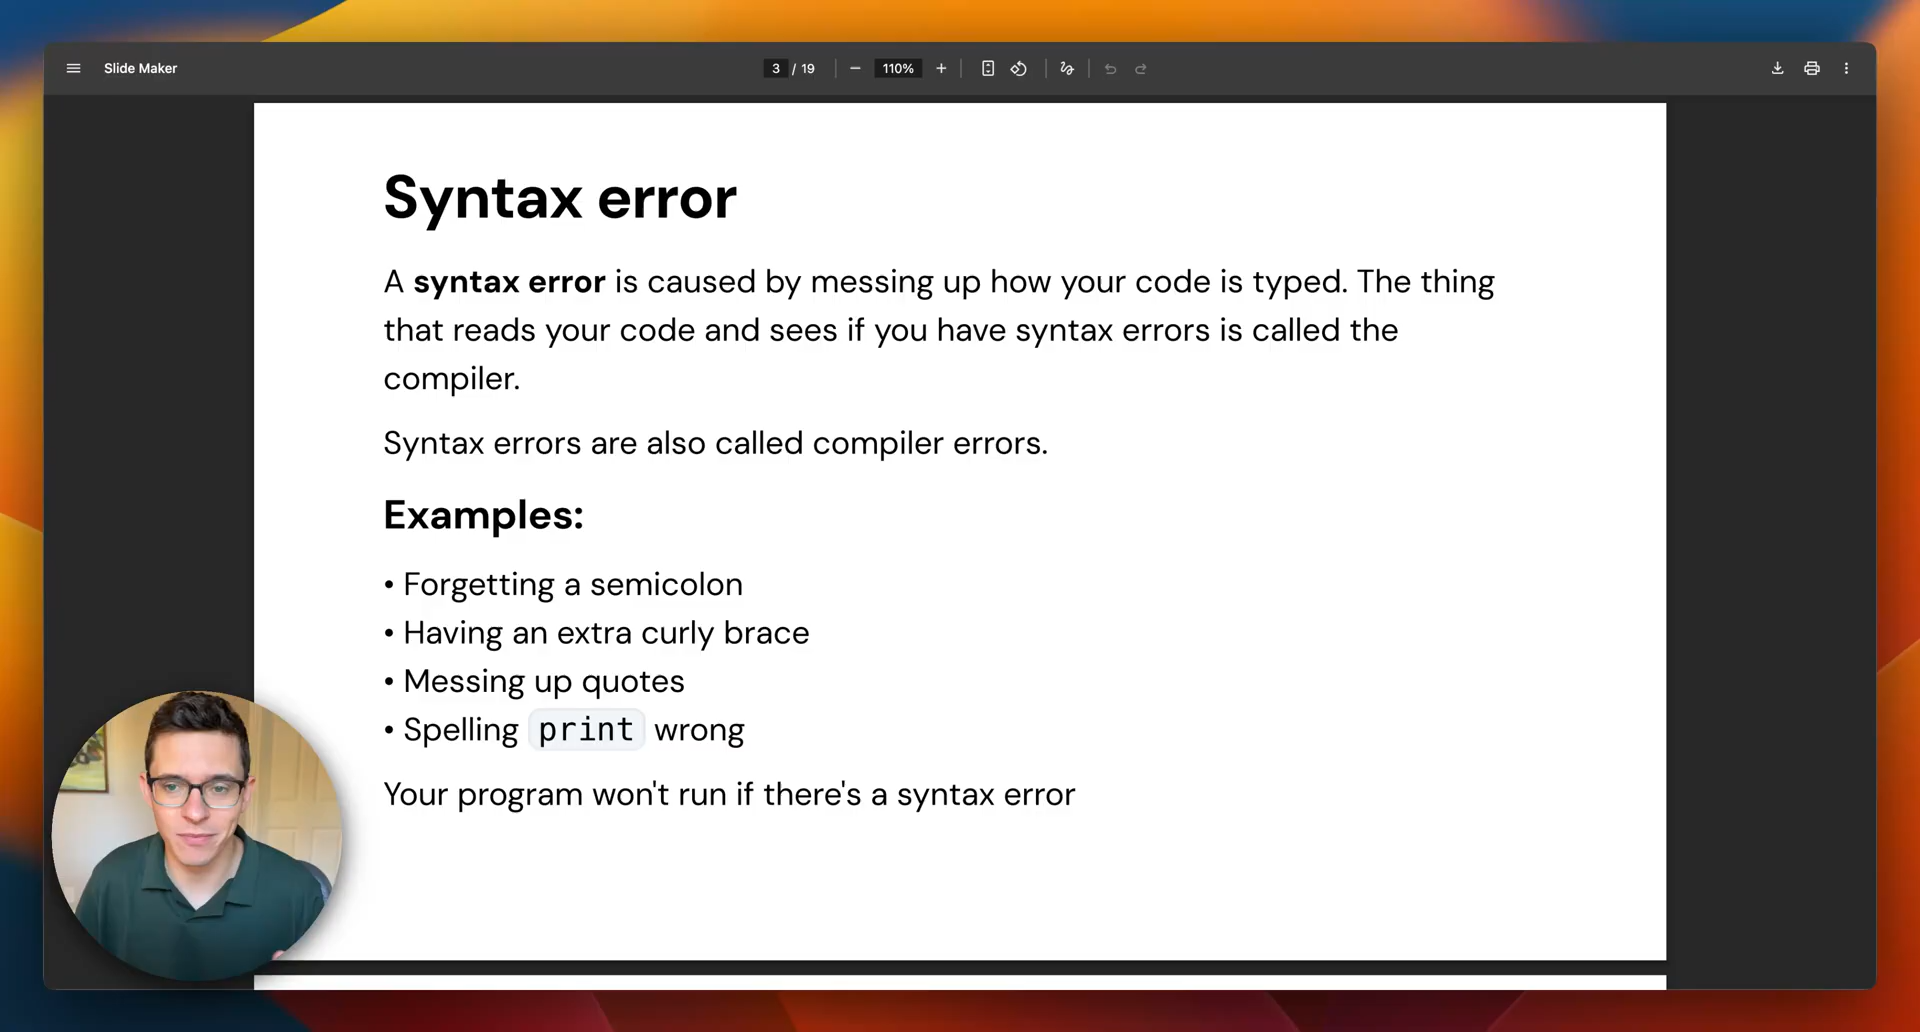 Slide Maker
3 / 19
110%
Syntax error
A syntax error is caused by messing up how your code is typed. The thing
that reads your code and sees if you have syntax errors is called the
compiler.
Syntax errors are also called compiler errors.
Examples:
• Forgetting a semicolon
• Having an extra curly brace
• Messing up quotes
• Spelling print wrong
Your program won't run if there's a syntax error